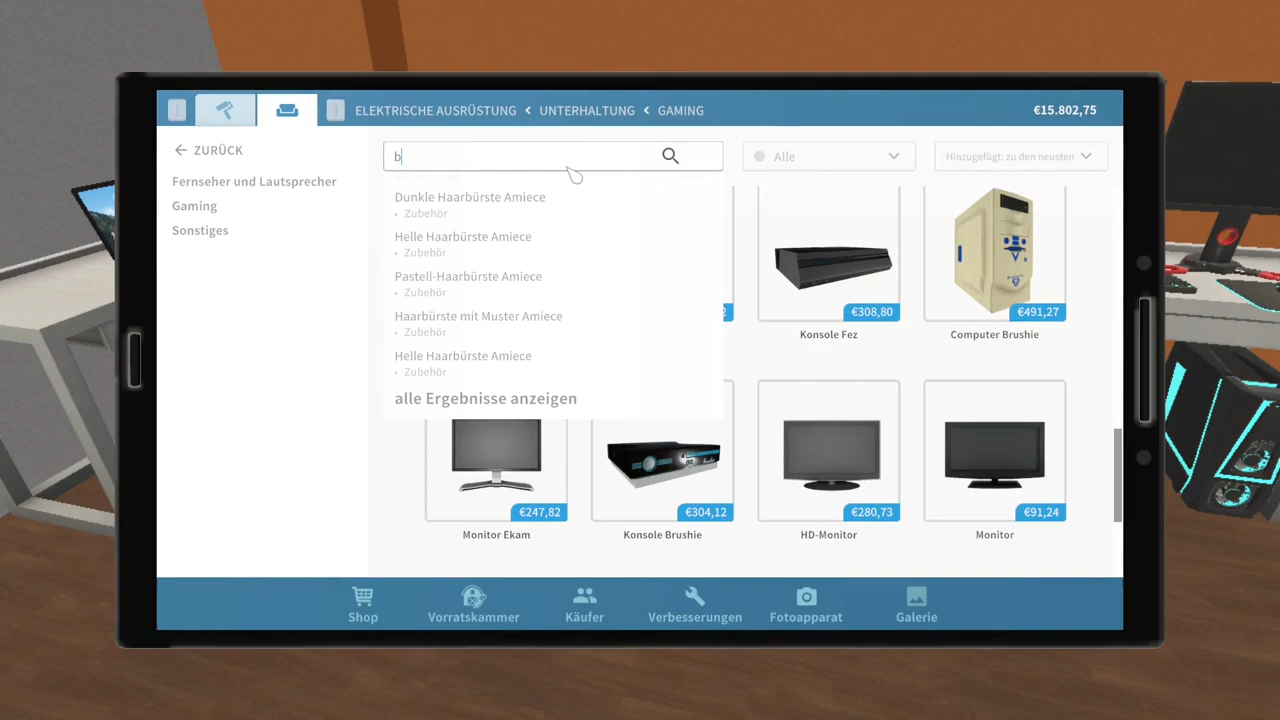 ELEKTRISCHE AUSRÜSTUNG < UNTERHALTUNG < GAMING
€15.802,75
ZURÜCK
Fernseher und Lautsprecher
Gaming
Sonstiges
b
Alle
Hinzugefügt: zu den neusten
Dunkle Haarbürste Amiece
• Zubehör
Helle Haarbürste Amiece
• Zubehör
Pastell-Haarbürste Amiece
• Zubehör
Haarbürste mit Muster Amiece
• Zubehör
Helle Haarbürste Amiece
• Zubehör
alle Ergebnisse anzeigen
2
€308,80
€491,27
Konsole Fez
Computer Brushie
€247,82
€304,12
€280,73
€91,24
Monitor Ekam
Konsole Brushie
HD-Monitor
Monitor
Shop
Vorratskammer
Käufer
Verbesserungen
Fotoapparat
Galerie